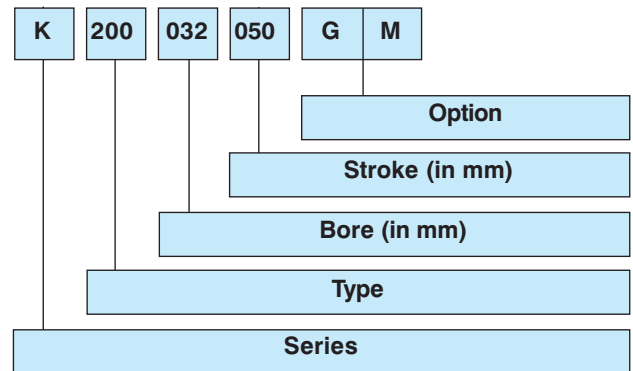 K 200 032 050 G M
Option
Stroke (in mm)
Bore (in mm)
Type
Series